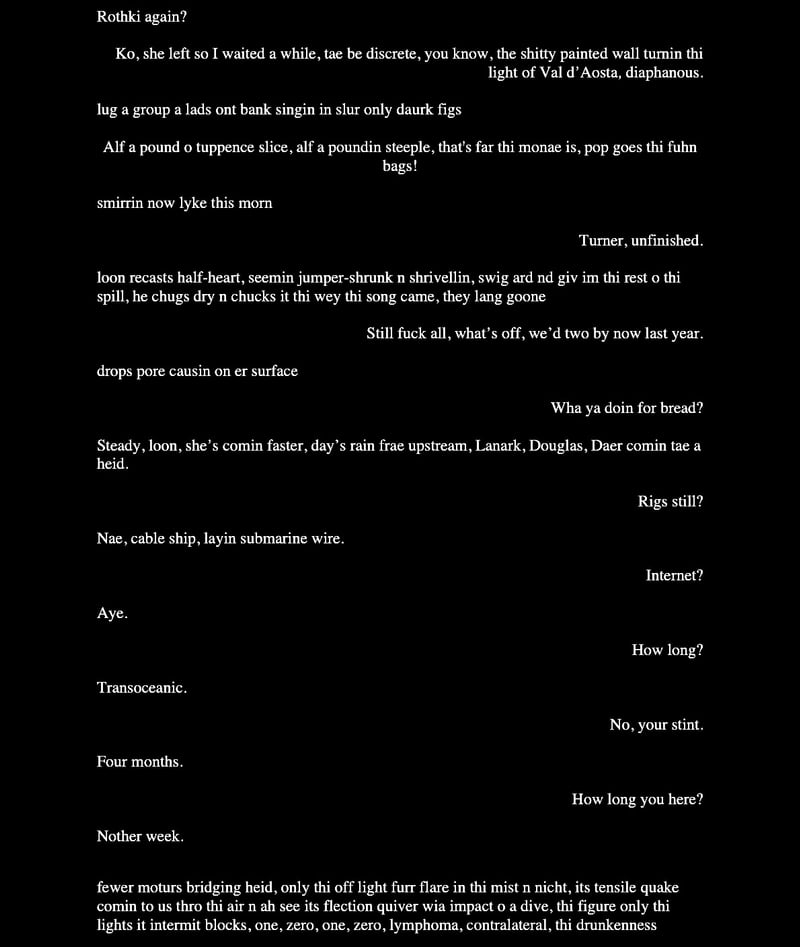 Rothki again?
Ko, she left so I waited a while, tae be discrete, you know, the shitty painted wall turnin thi
light of Val d’Aosta, diaphanous.
lug a group a lads ont bank singin in slur only daurk figs
Alf a pound o tuppence slice, alf a poundin steeple, that's far thi monae is, pop goes thi fuhn
bags!
smirrin now lyke this morn
Turner, unfinished.
loon recasts half-heart, seemin jumper-shrunk n shrivellin, swig ard nd giv im thi rest o thi
spill, he chugs dry n chucks it thi wey thi song came, they lang goone
Still fuck all, what’s off, we’d two by now last year.
drops pore causin on er surface
Wha ya doin for bread?
Steady, loon, she’s comin faster, day’s rain frae upstream, Lanark, Douglas, Daer comin tae a
heid.
Rigs still?
Nae, cable ship, layin submarine wire.
Internet?
Aye.
How long?
Transoceanic.
No, your stint.
Four months.
How long you here?
Nother week.
fewer moturs bridging heid, only thi off light furr flare in thi mist n nicht, its tensile quake
comin to us thro thi air n ah see its flection quiver wia impact o a dive, thi figure only thi
lights it intermit blocks, one, zero, one, zero, lymphoma, contralateral, thi drunkenness